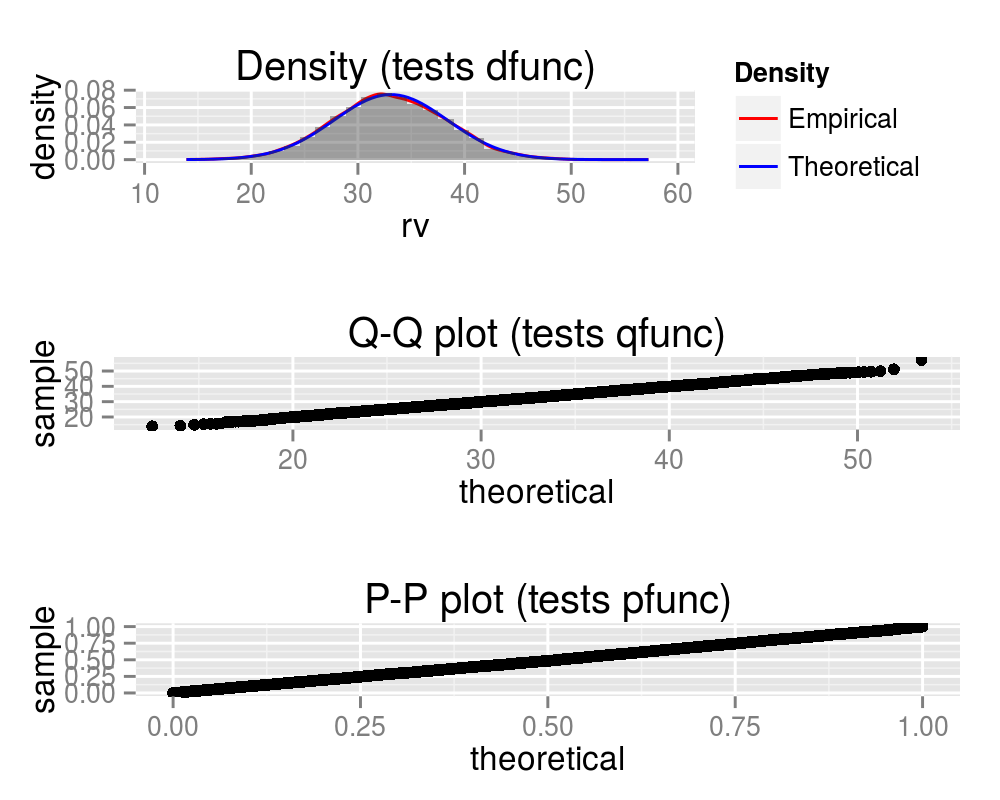 Density (tests dfunc)
density
0.08
0.06
0.04
0.02
0.00
10 20 30 40 50 60
rv
Density
Empirical
Theoretical
Q-Q plot (tests qfunc)
sample
50
40
30
20
20 30 40 50
theoretical
P-P plot (tests pfunc)
sample
1.00
0.75
0.50
0.25
0.00
0.00 0.25 0.50 0.75 1.00
theoretical